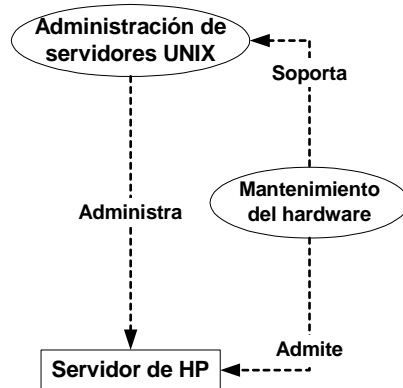 Administración de
servidores UNIX
Soporta
Mantenimiento
del hardware
Administra
Admite
Servidor de HP